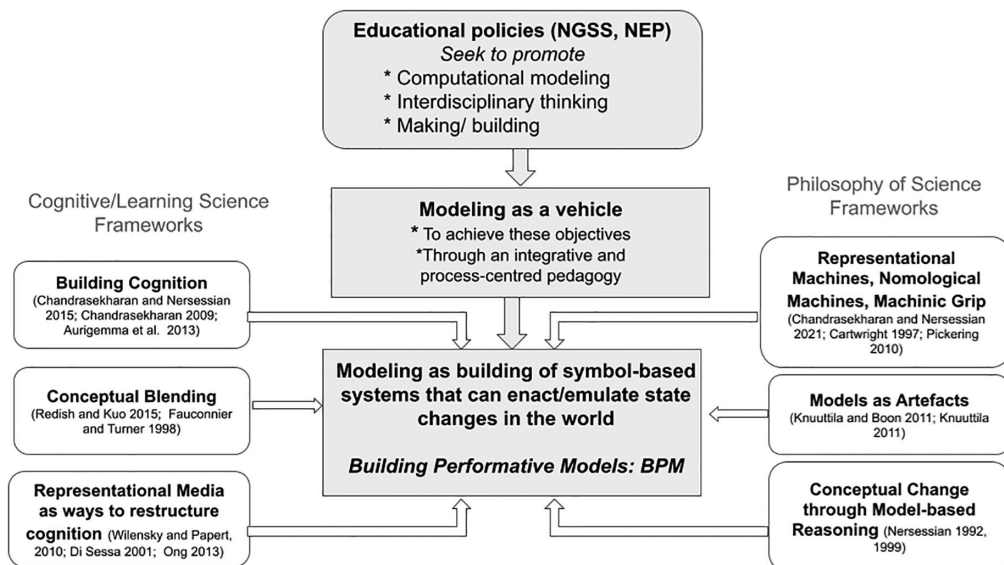 Educational policies (NGSS, NEP)
Seek to promote
* Computational modeling
* Interdisciplinary thinking
* Making/ building
Cognitive/Learning Science
Frameworks
Philosophy of Science
Frameworks
Modeling as a vehicle
* To achieve these objectives
*Through an integrative and
process-centred pedagogy
Building Cognition
(Chandrasekharan and Nersessian
2015; Chandrasekharan 2009;
Aurigemma et al. 2013)
Representational
Machines, Nomological
Machines, Machinic Grip
(Chandrasekharan and Nersessian
2021; Cartwright 1997; Pickering
2010)
Modeling as building of symbol-based
systems that can enact/emulate state
changes in the world
Building Performative Models: BPM
Conceptual Blending
(Redish and Kuo 2015; Fauconnier
and Turner 1998)
Models as Artefacts
(Knuuttila and Boon 2011; Knuuttila
2011)
Representational Media
as ways to restructure
cognition (Wilensky and Papert,
2010; Di Sessa 2001; Ong 2013)
Conceptual Change
through Model-based
Reasoning (Nersessian 1992,
1999)